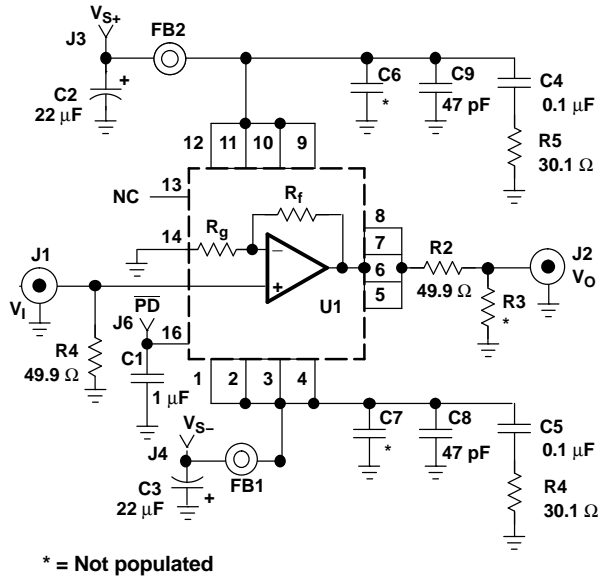 VS+
J3
FB2
C2
+
22 µF
C6
*
C9
47 pF
C4
0.1 µF
R5
30.1 Ω
12
11
10
9
NC
13
Rf
8
14
Rg
7
R2
J2
J1
−
6
VO
VI
+
U1
5
49.9 Ω
R3
*
PD
J6
16
R4
49.9 Ω
C1
1 µF
1
2
3
4
VS−
J4
C7
*
C8
47 pF
C5
0.1 µF
C3
+
22 µF
FB1
R4
30.1 Ω
* = Not populated